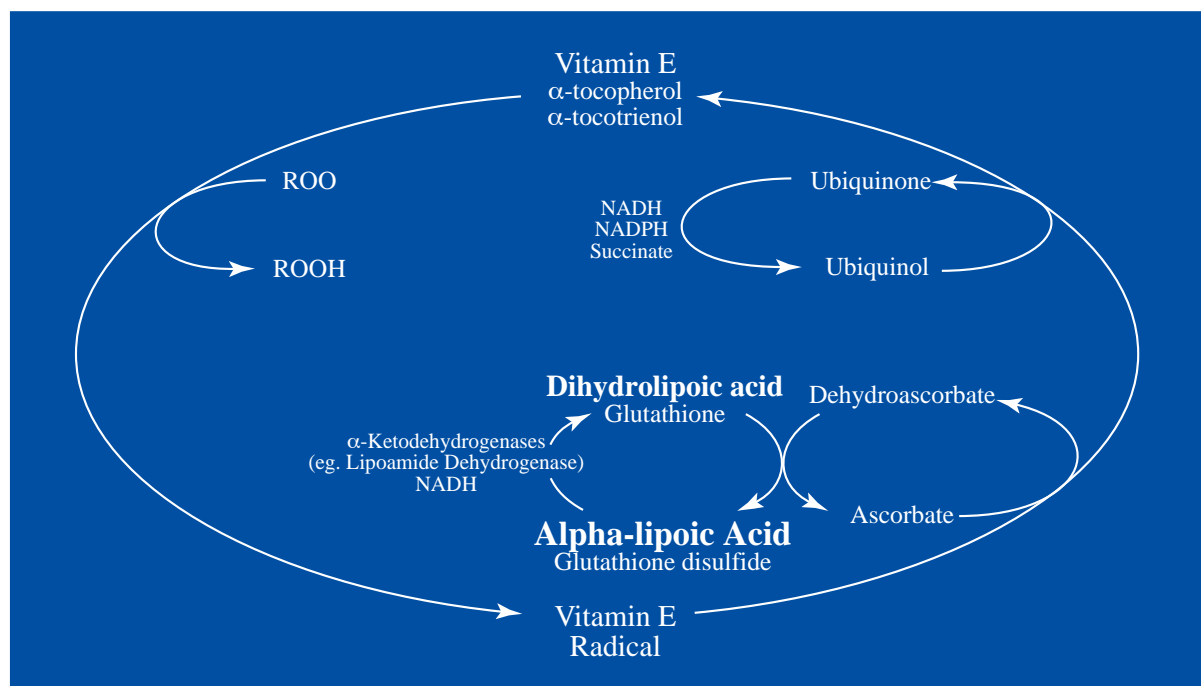 Vitamin E
α-tocopherol
α-tocotrienol
ROO
ROOH
Ubiquinone
NADH
NADPH
Succinate
Ubiquinol
Dihydrolipoic acid
Glutathione
Dehydroascorbate
α-Ketodehydrogenases
(eg. Lipoamide Dehydrogenase)
NADH
Ascorbate
Alpha-lipoic Acid
Glutathione disulfide
Vitamin E
Radical